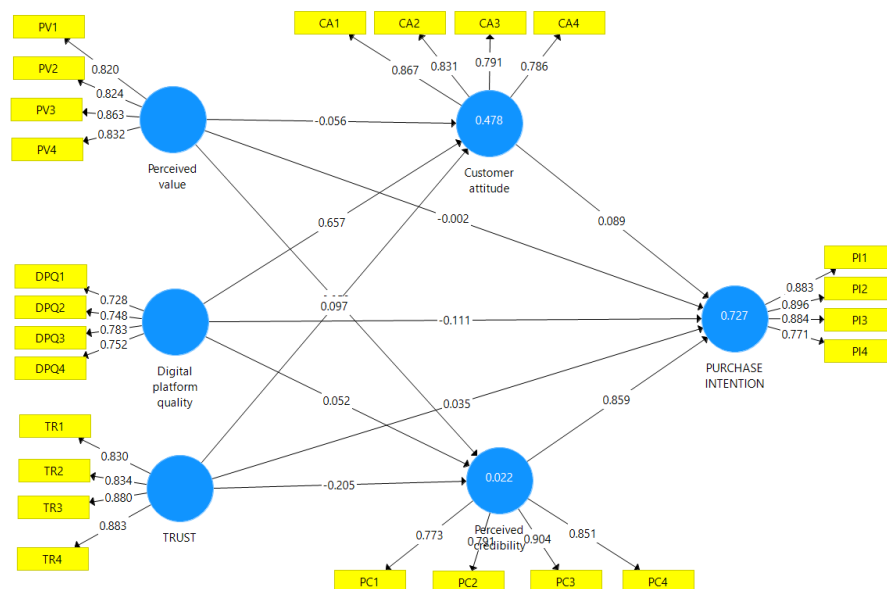 PV1
PV2
PV3
PV4
0.820
0.824
0.863
0.832
Perceived
value
CA1
CA2
CA3
CA4
0.867
0.831
0.791
0.786
0.478
Customer
attitude
-0.056
0.657
-0.002
0.089
0.097
-0.111
0.052
0.035
-0.205
0.859
DPQ1
DPQ2
DPQ3
DPQ4
0.728
0.748
0.783
0.752
Digital
platform
quality
TR1
TR2
TR3
TR4
0.830
0.834
0.880
0.883
TRUST
PI1
PI2
PI3
PI4
0.883
0.896
0.884
0.771
0.727
PURCHASE
INTENTION
0.022
Perceived
credibility
0.773
0.791
0.904
0.851
PC1
PC2
PC3
PC4